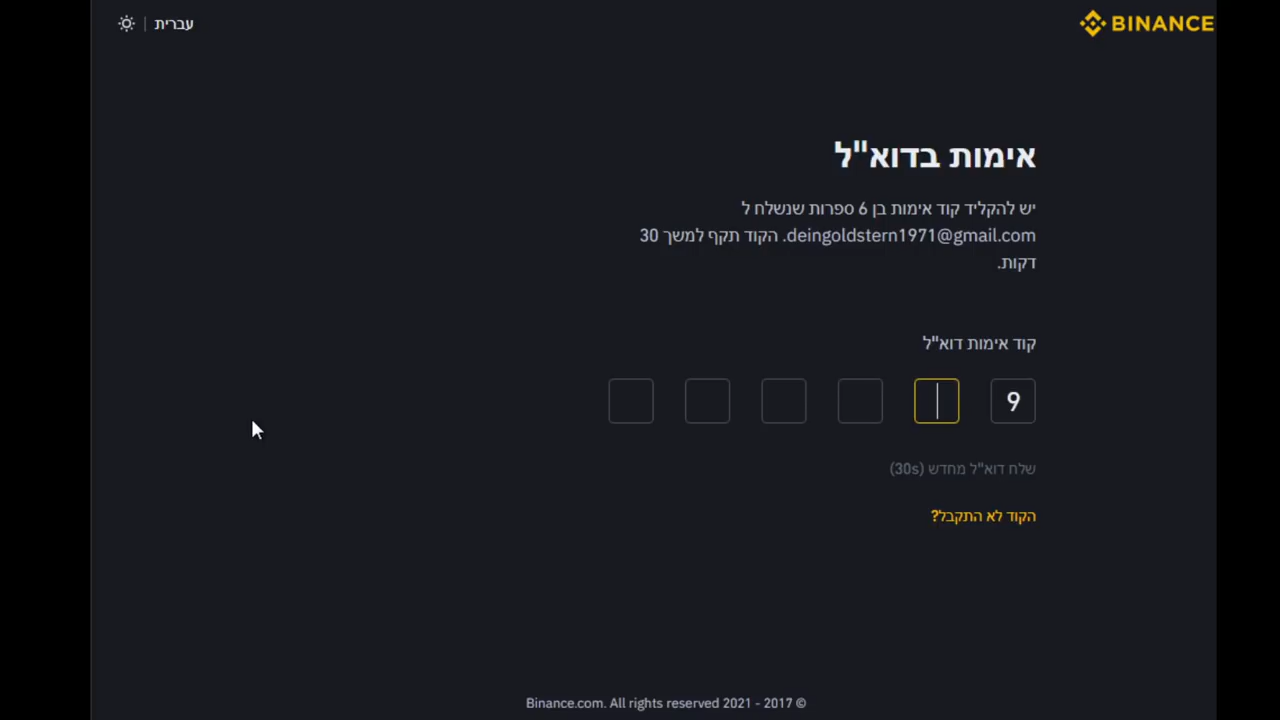 BINANCE
עברית
אימות בדוא"ל
יש להקליד קוד אימות בן 6 ספרות שנשלח ל
deingoldstern1971@gmail.com. הקוד תקף למשך 30
דקות.
קוד אימות דוא"ל
9
שלח דוא"ל מחדש (30s)
הקוד לא התקבל?
Binance.com. All rights reserved 2021 - 2017 ©